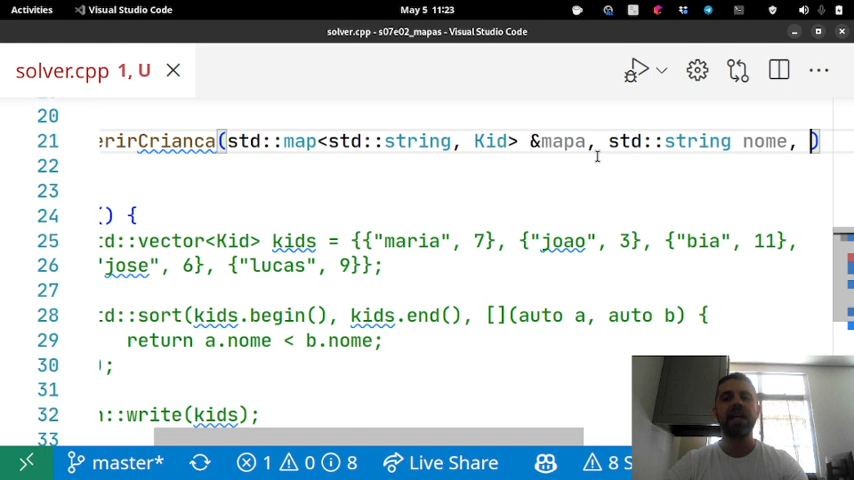 Activities Visual Studio Code May 5 11:23
solver.cpp - s07e02_mapas - Visual Studio Code
solver.cpp 1, U
20
21 erirCrianca(std::map<std::string, Kid> &mapa, std::string nome, )
22
23
24 () {
25 td::vector<Kid> kids = {{"maria", 7}, {"joao", 3}, {"bia", 11},
26 "jose", 6}, {"lucas", 9}};
27
28 td::sort(kids.begin(), kids.end(), [](auto a, auto b) {
29 return a.nome < b.nome;
30 );
31
32 n::write(kids);
33
master* 1 0 8 Live Share 8 S